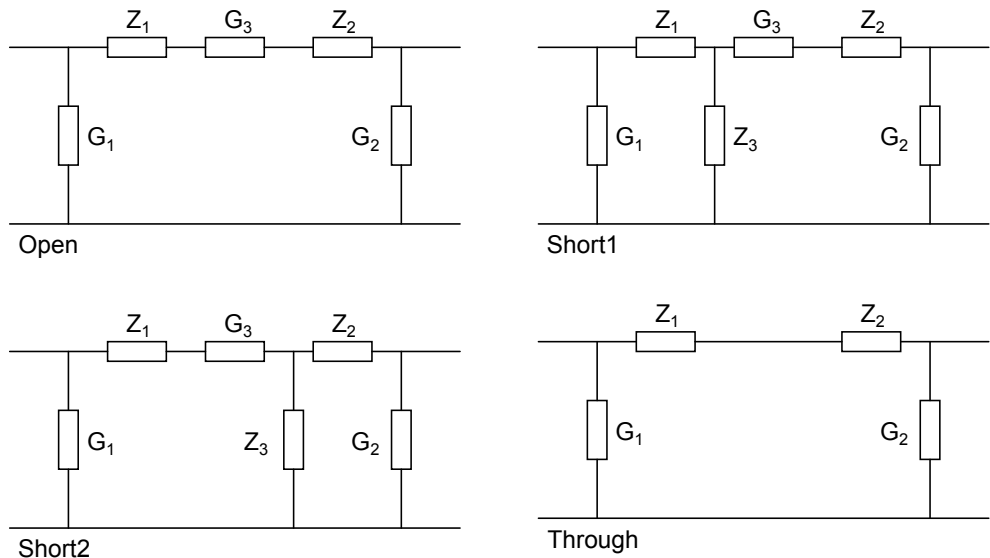 Z₁ G₃ Z₂
G₁ G₂
Open
Z₁ G₃ Z₂
G₁ Z₃ G₂
Short1
Z₁ G₃ Z₂
G₁ Z₃ G₂
Short2
Z₁ Z₂
G₁ G₂
Through